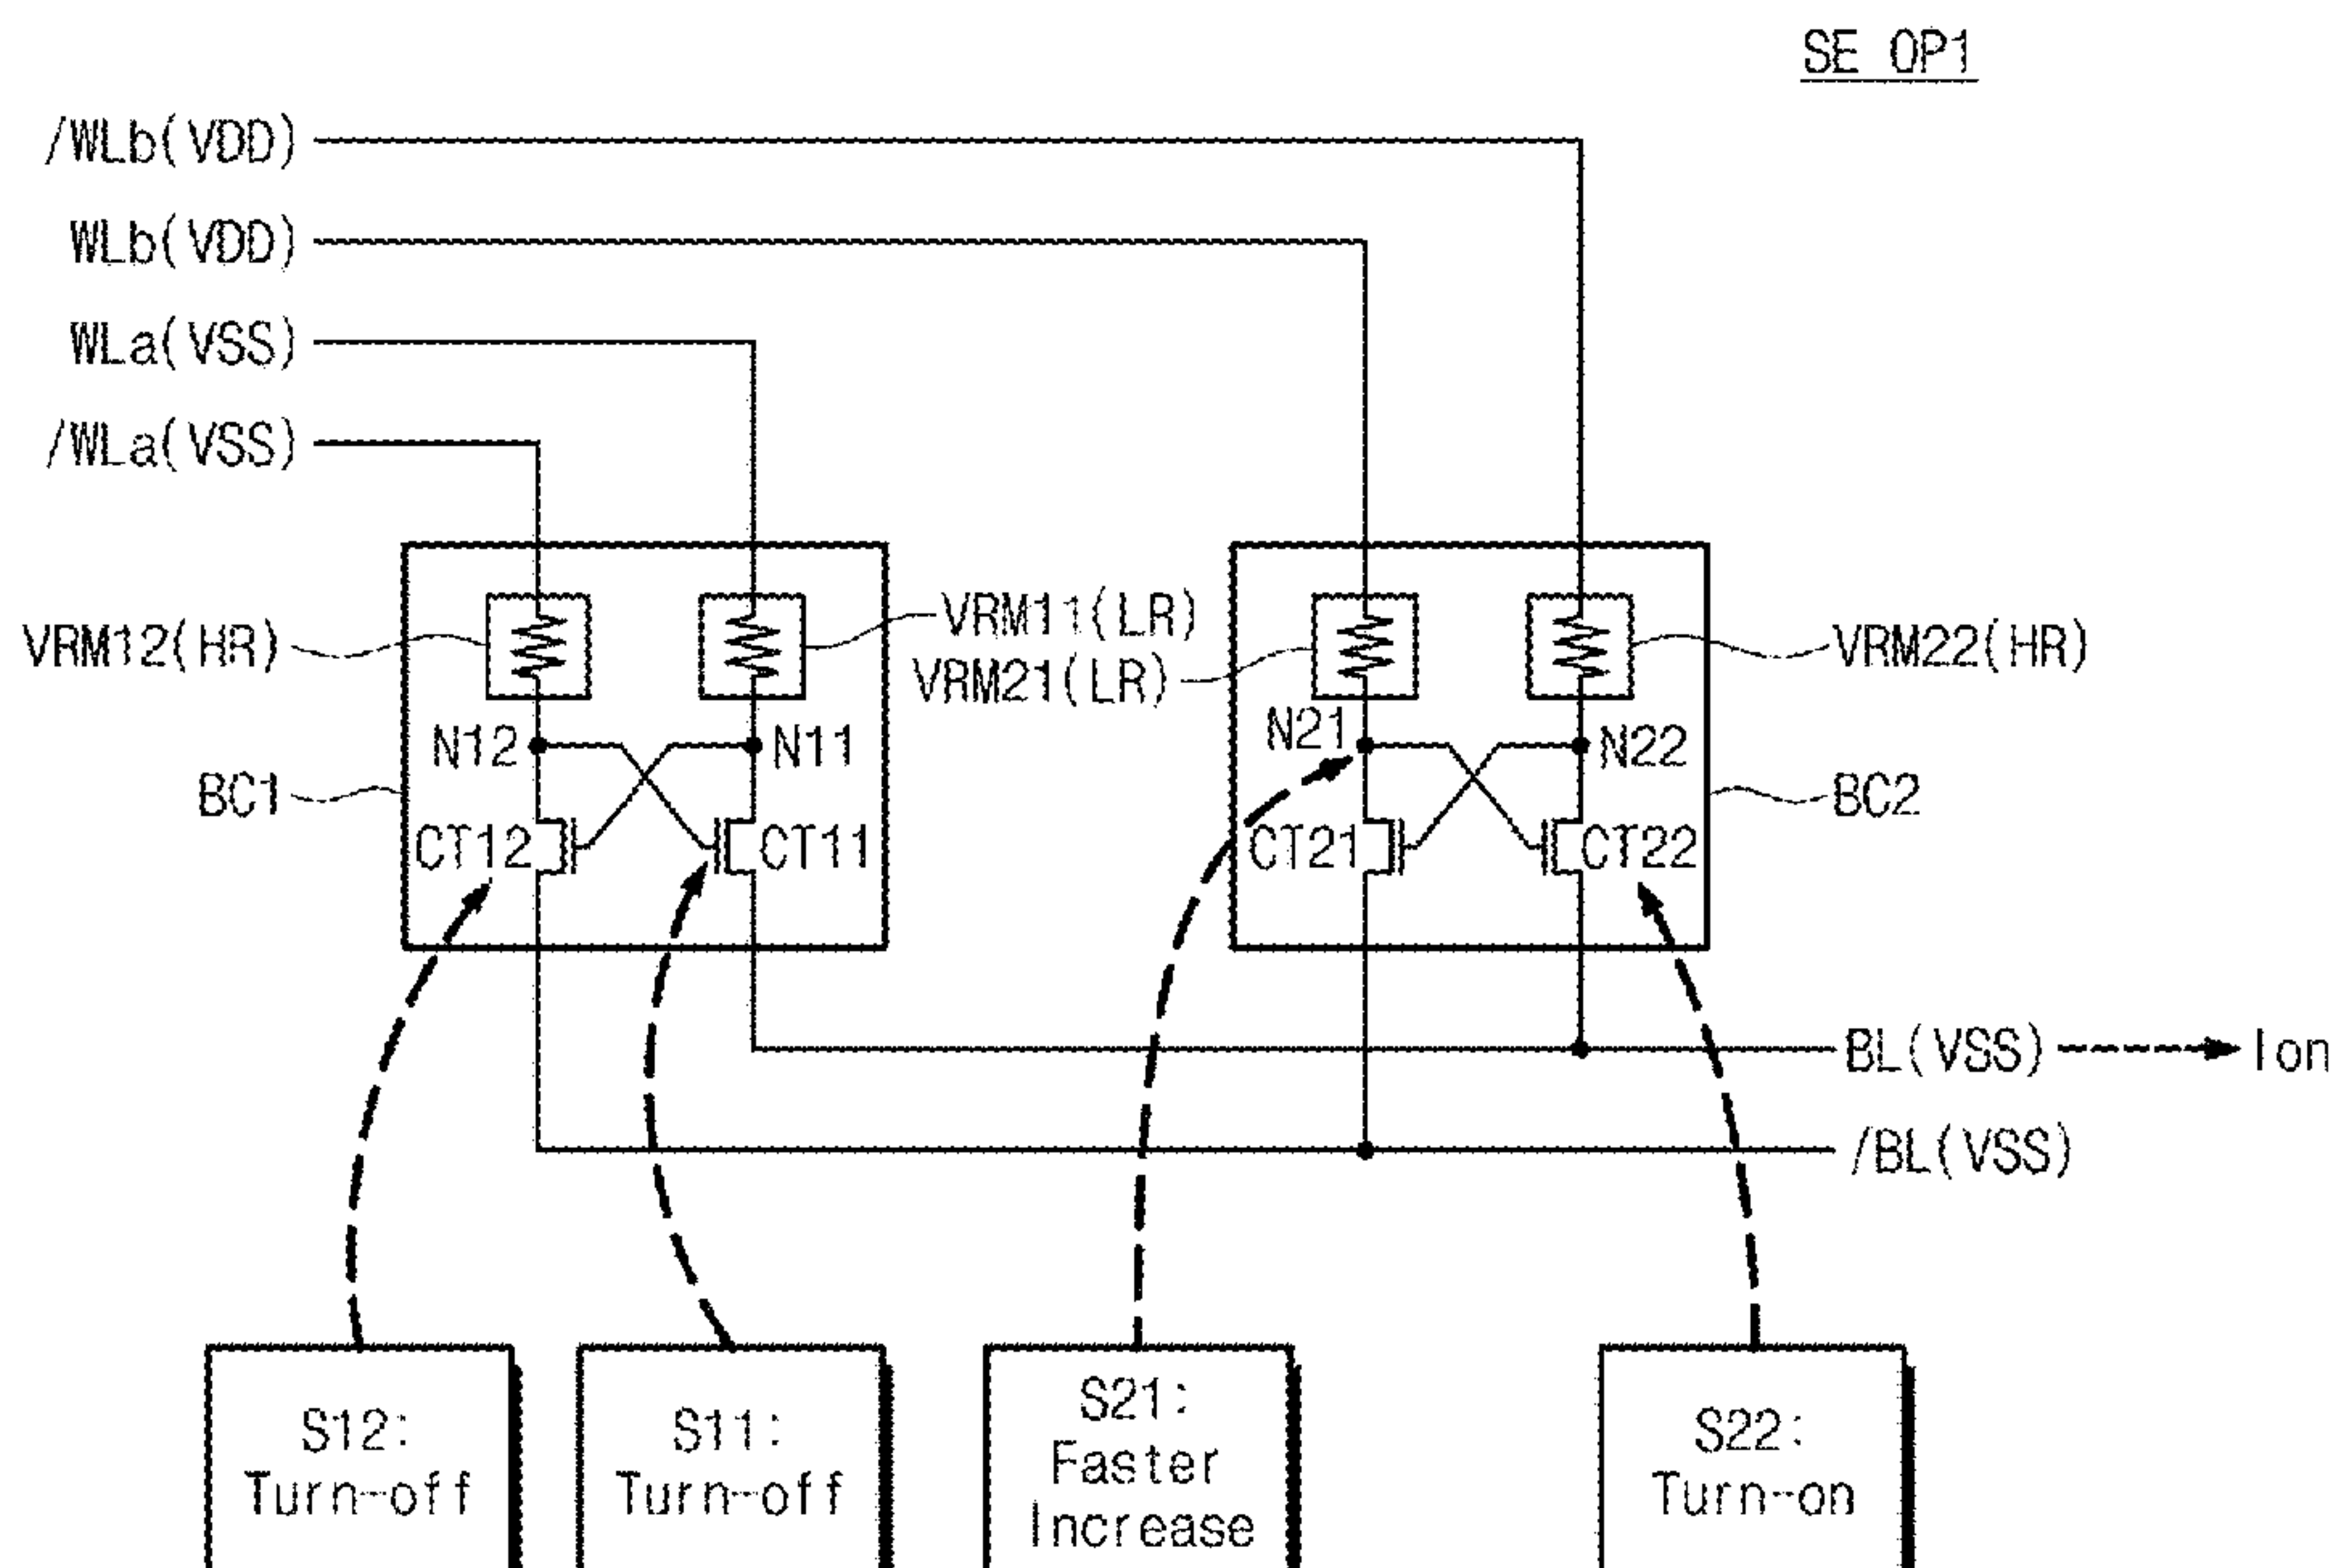 SE OP1
/WLb(VDD)
WLb(VDD)
WLa(VSS)
/WLa(VSS)
VRM12(HR)
VRM11(LR)
VRM21(LR)
VRM22(HR)
N12
N11
N21
N22
BC1
BC2
CT12
CT11
CT21
CT22
BL(VSS)
Ion
/BL(VSS)
S12:
Turn-off
S11:
Turn-off
S21:
Faster
Increase
S22:
Turn-on